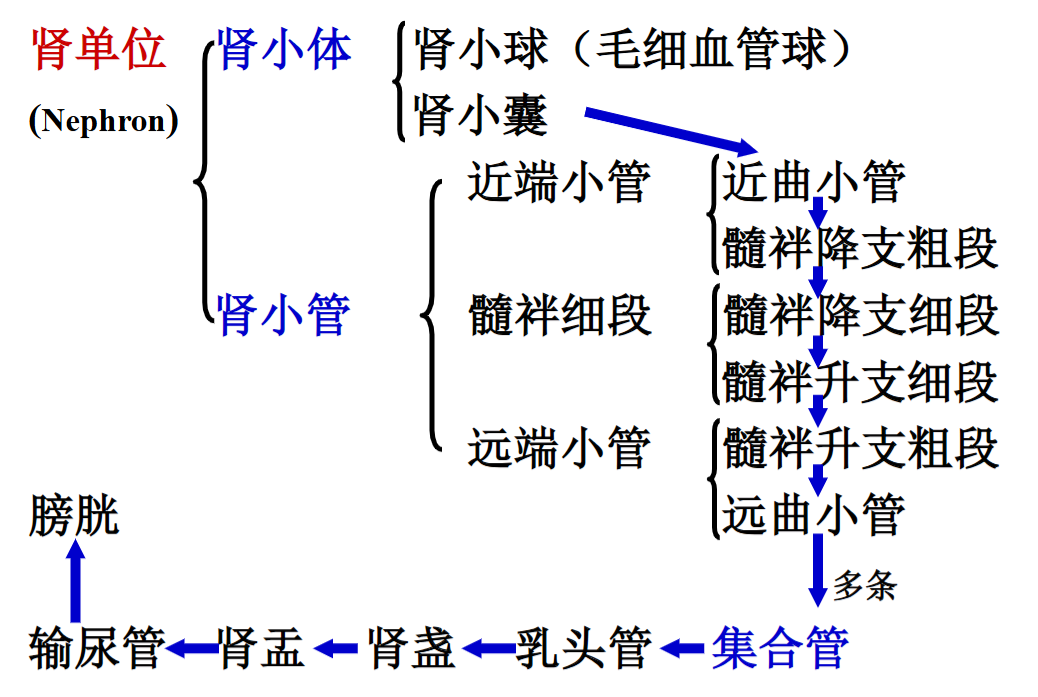 肾单位
(Nephron)
肾小体
肾小球（毛细血管球）
肾小囊
肾小管
近端小管
近曲小管
髓袢降支粗段
髓袢细段
髓袢降支细段
髓袢升支细段
远端小管
髓袢升支粗段
远曲小管
多条
集合管
乳头管
肾盏
肾盂
输尿管
膀胱